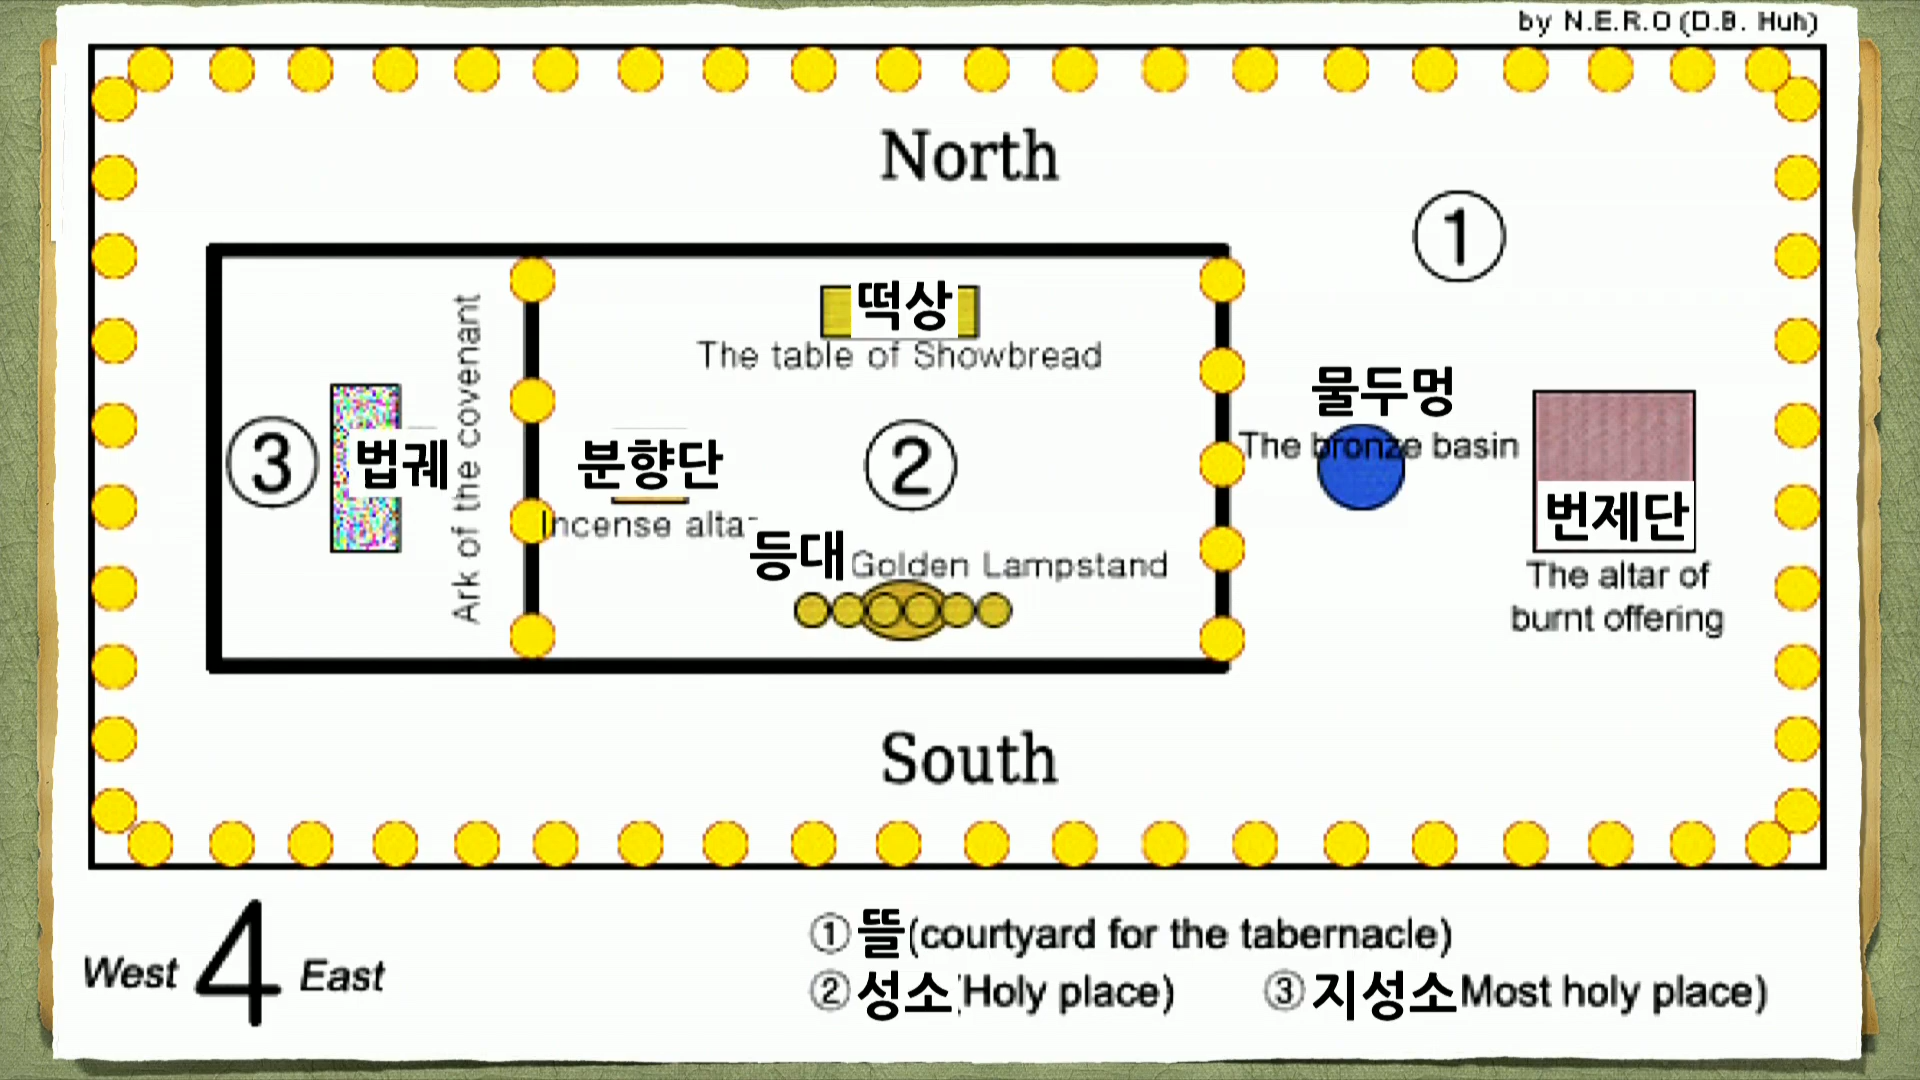 by N.E.R.O (D.B. Huh)
North
①
떡상
The table of Showbread
물두멍
The bronze basin
③
법궤
Ark of the covenant
분향단
Incense altar
②
번제단
The altar of
burnt offering
등대 Golden Lampstand
South
West 4 East
① 뜰(courtyard for the tabernacle)
② 성소(Holy place) ③ 지성소Most holy place)